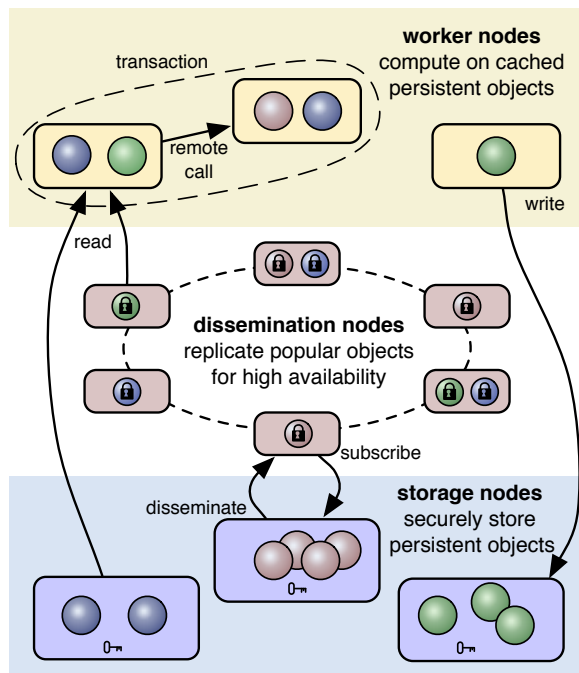 worker nodes
compute on cached
persistent objects
transaction
remote
call
write
read
dissemination nodes
replicate popular objects
for high availability
subscribe
disseminate
storage nodes
securely store
persistent objects